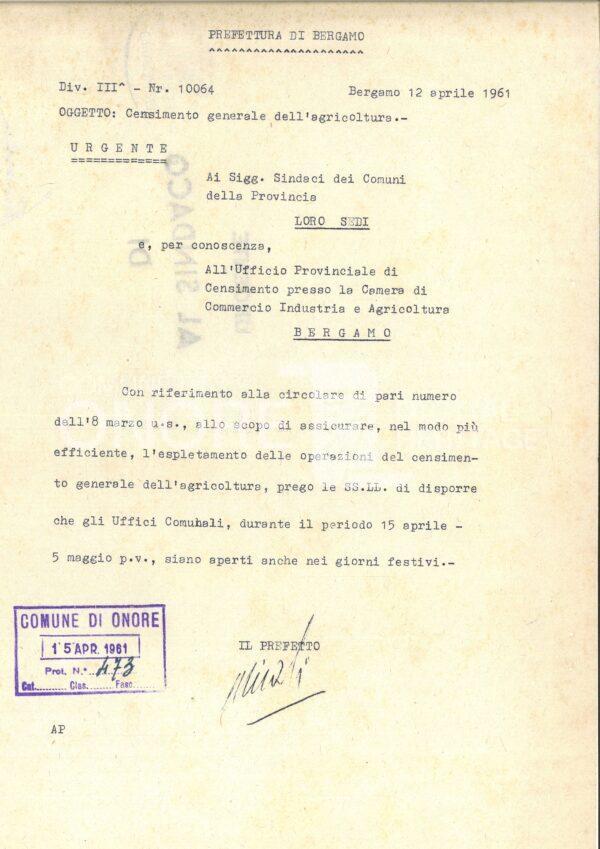 PREFETTURA DI BERGAMO
^^^^^^^^^^^^^^^^^^^^^
Div. III^ - Nr. 10064 Bergamo 12 aprile 1961
OGGETTO: Censimento generale dell'agricoltura.-
U R G E N T E
=============
Ai Sigg. Sindaci dei Comuni
della Provincia
LORO SEDI
e, per conoscenza,
All'Ufficio Provinciale di
Censimento presso la Camera di
Commercio Industria e Agricoltura
B E R G A M O
Con riferimento alla circolare di pari numero
dell'8 marzo u.s., allo scopo di assicurare, nel modo più
efficiente, l'espletamento delle operazioni del censimen-
to generale dell'agricoltura, prego le SS.LL. di disporre
che gli Uffici Comuhali, durante il periodo 15 aprile -
5 maggio p.v., siano aperti anche nei giorni festivi.-
COMUNE DI ONORE
15 APR. 1961
Prot. N.° 473
Cat......... Clas........ Fasc.........
IL PREFETTO
AP
AL SINDACO
DI